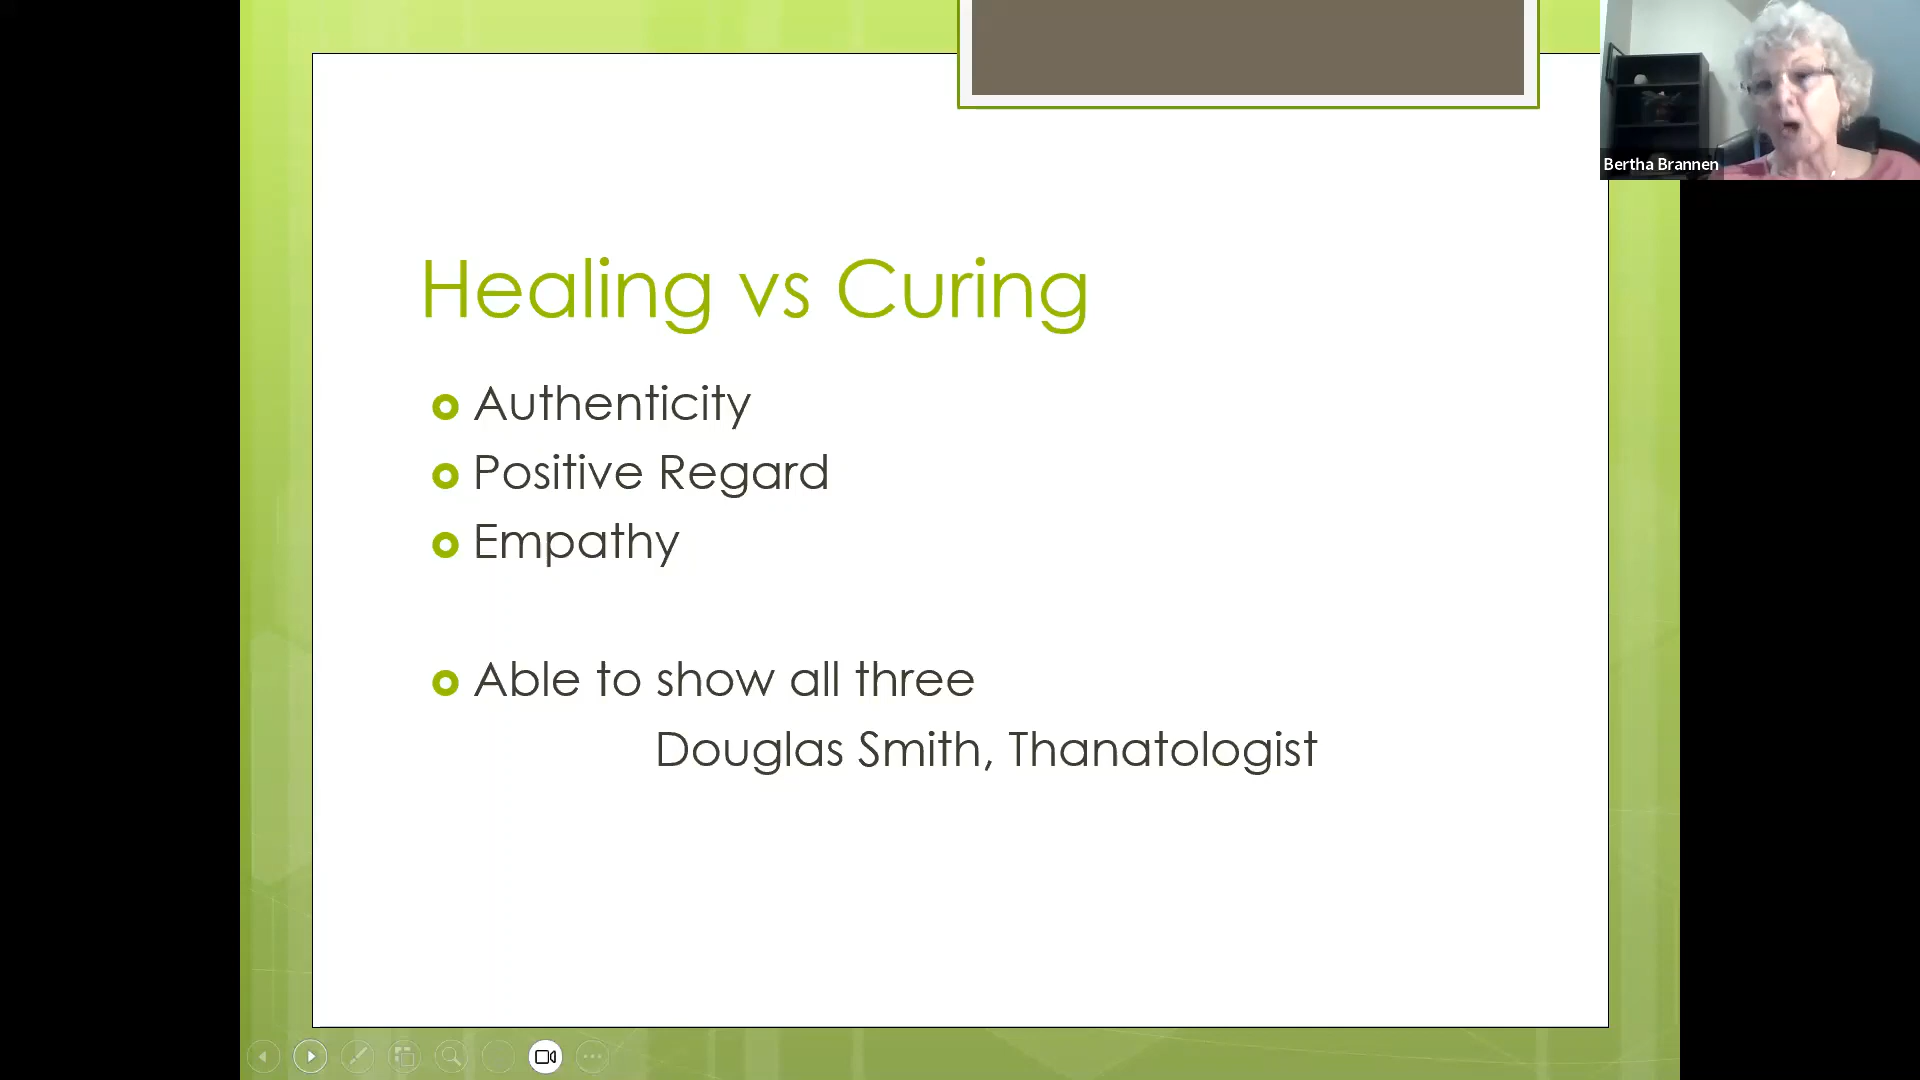 Healing vs Curing
Authenticity
Positive Regard
Empathy
Able to show all three
Douglas Smith, Thanatologist
Bertha Brannen